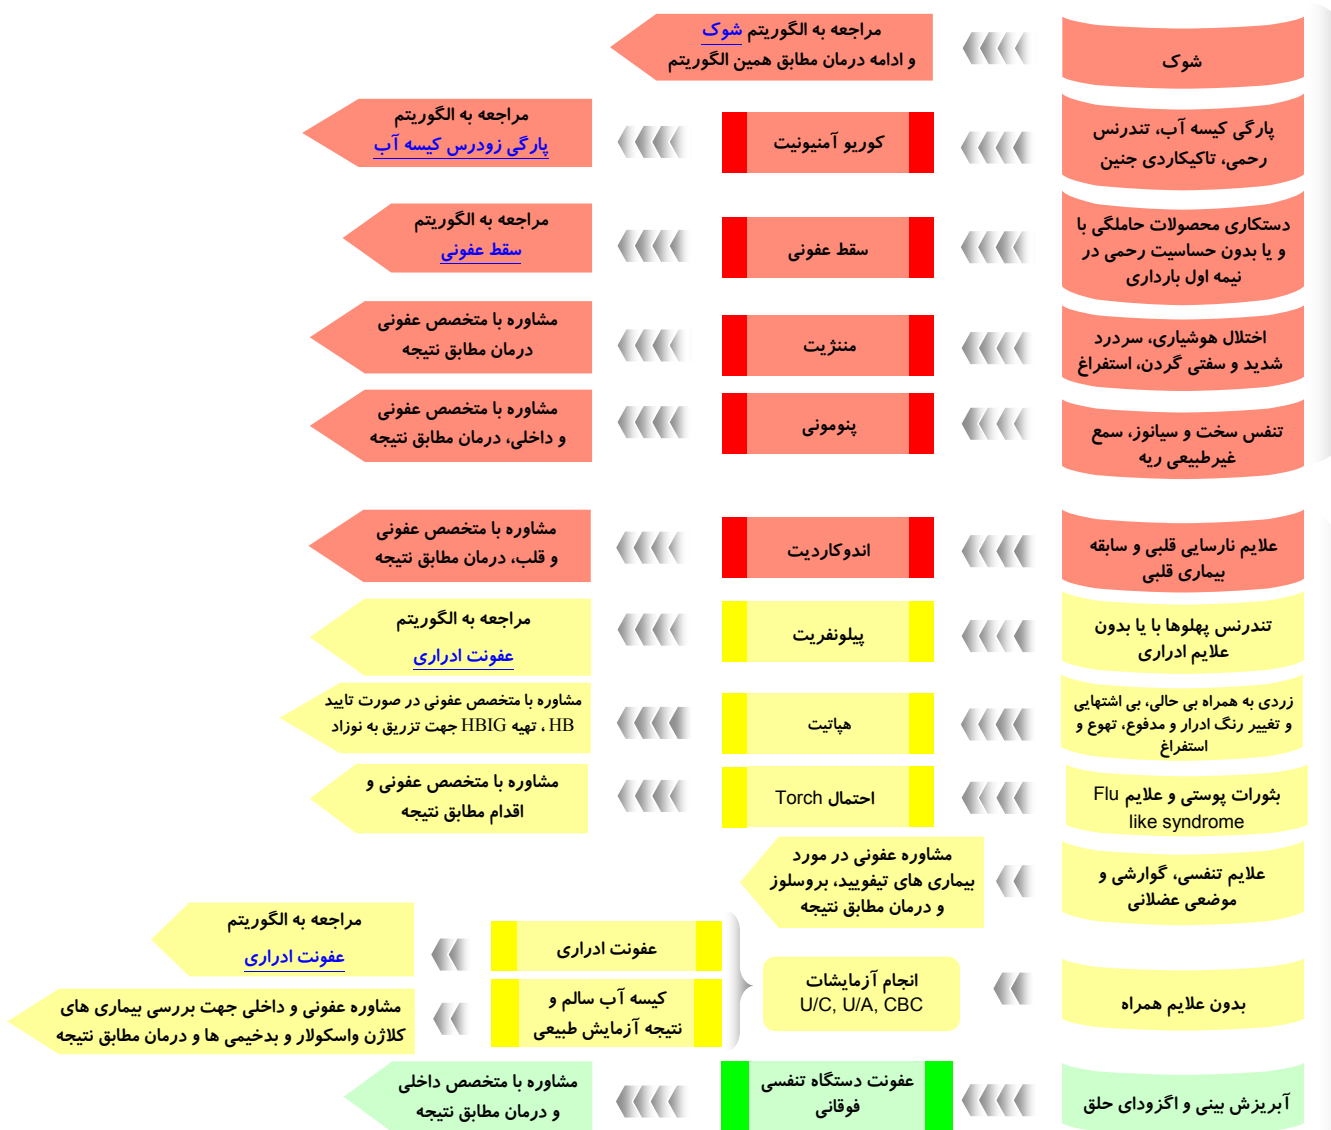 شوک
مراجعه به الگوریتم شوک
و ادامه درمان مطابق همین الگوریتم
پارگی کیسه آب، تندرنس
رحمی، تاکیکاردی جنین
کوریو آمنیونیت
مراجعه به الگوریتم
پارگی زودرس کیسه آب
دستکاری محصولات حاملگی با
و یا بدون حساسیت رحمی در
نیمه اول بارداری
سقط عفونی
مراجعه به الگوریتم
سقط عفونی
اختلال هوشیاری، سردرد
شدید و سفتی گردن، استفراغ
مننژیت
مشاوره با متخصص عفونی
درمان مطابق نتیجه
تنفس سخت و سیانوز، سمع
غیرطبیعی ریه
پنومونی
مشاوره با متخصص عفونی
و داخلی، درمان مطابق نتیجه
علایم نارسایی قلبی و سابقه
بیماری قلبی
اندوکاردیت
مشاوره با متخصص عفونی
و قلب، درمان مطابق نتیجه
تندرنس پهلوها با یا بدون
علایم ادراری
پیلونفریت
مراجعه به الگوریتم
عفونت ادراری
زردی به همراه بی حالی، بی اشتهایی
و تغییر رنگ ادرار و مدفوع، تهوع و
استفراغ
هپاتیت
مشاوره با متخصص عفونی در صورت تایید
HB ، تهیه HBIG جهت تزریق به نوزاد
بثورات پوستی و علایم Flu
like syndrome
احتمال Torch
مشاوره با متخصص عفونی و
اقدام مطابق نتیجه
علایم تنفسی، گوارشی و
موضعی عضلانی
مشاوره عفونی در مورد
بیماری های تیفویید، بروسلوز
و درمان مطابق نتیجه
بدون علایم همراه
انجام آزمایشات
U/C, U/A, CBC
عفونت ادراری
مراجعه به الگوریتم
عفونت ادراری
کیسه آب سالم و
نتیجه آزمایش طبیعی
مشاوره عفونی و داخلی جهت بررسی بیماری های
کلاژن واسکولار و بدخیمی ها و درمان مطابق نتیجه
آبریزش بینی و اگزودای حلق
عفونت دستگاه تنفسی
فوقانی
مشاوره با متخصص داخلی
و درمان مطابق نتیجه